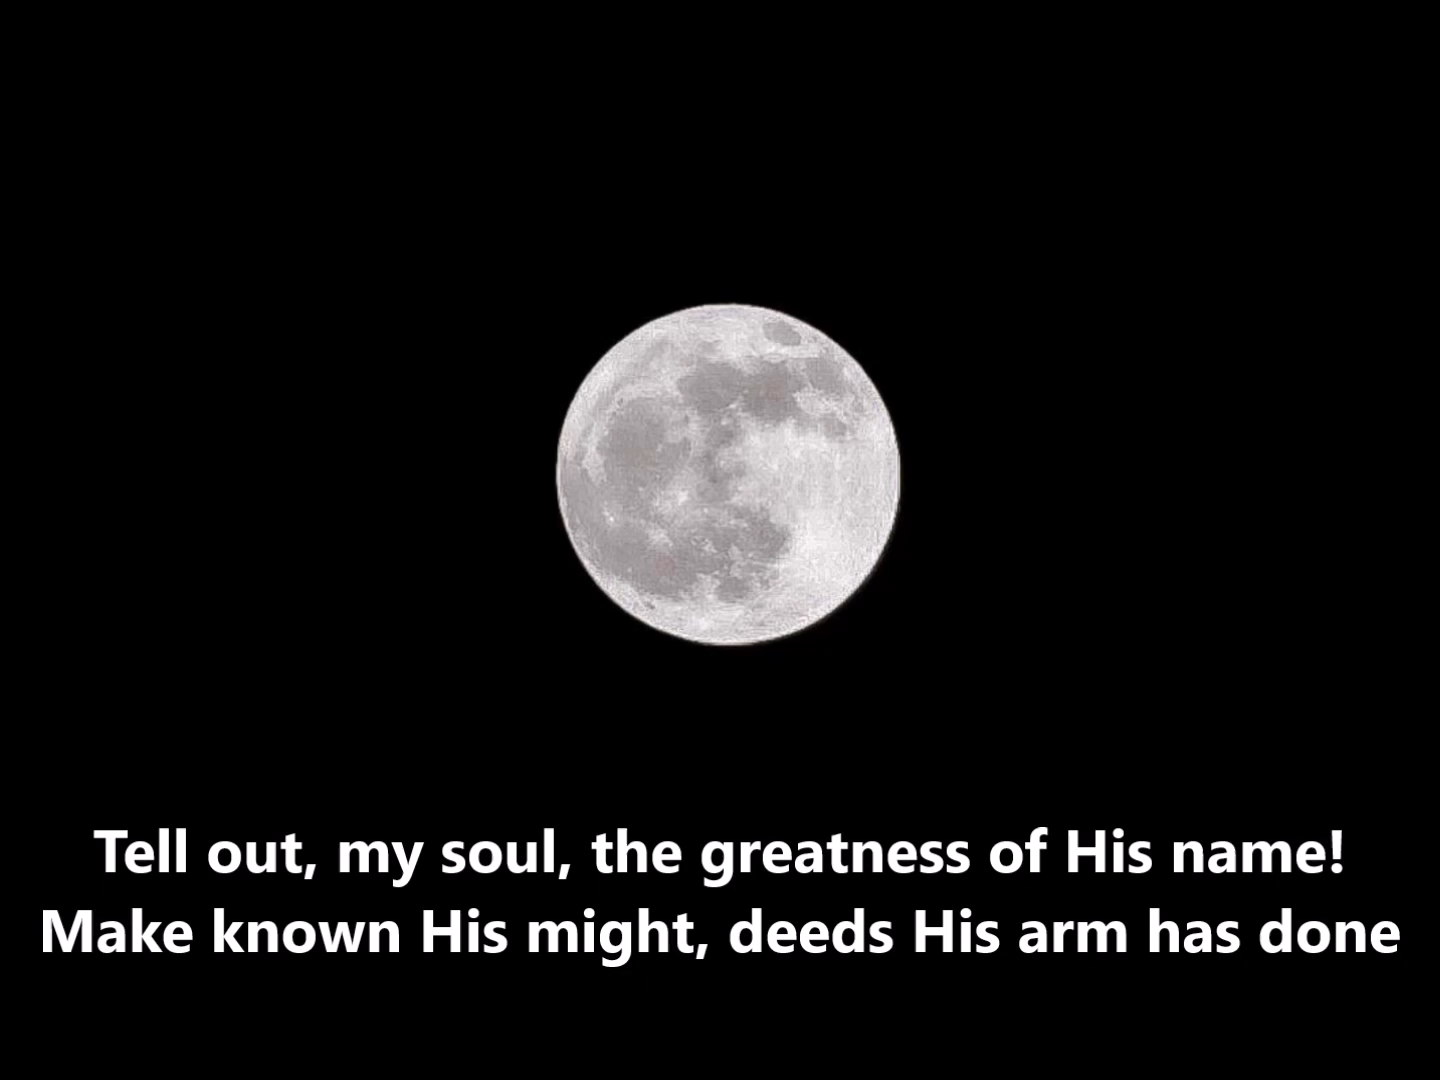 Tell out, my soul, the greatness of His name!
Make known His might, deeds His arm has done